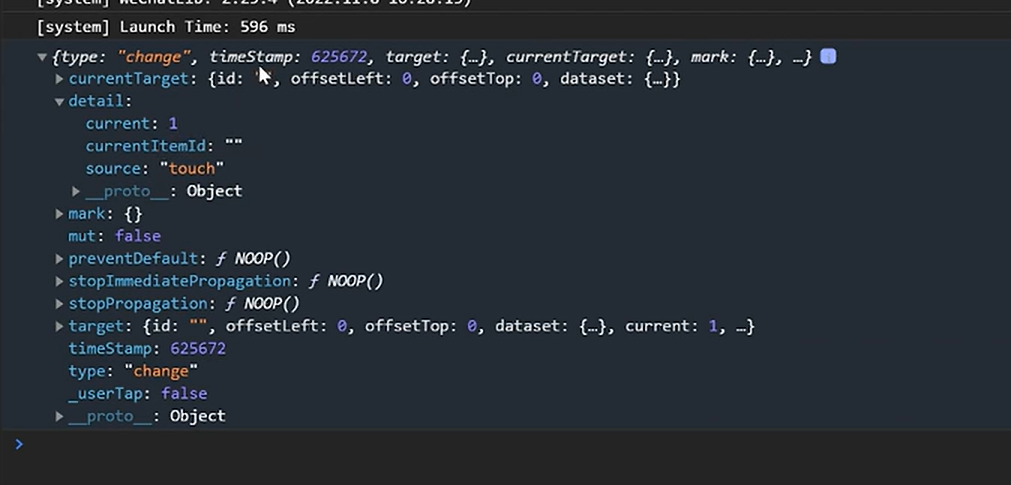 [system] WeChatLib: 2.25.4 (2022.11.8 16:28:15)
[system] Launch Time: 596 ms
{type: "change", timeStamp: 625672, target: {…}, currentTarget: {…}, mark: {…}, …}
currentTarget: {id: , offsetLeft: 0, offsetTop: 0, dataset: {…}}
detail:
current: 1
currentItemId: ""
source: "touch"
__proto__: Object
mark: {}
mut: false
preventDefault: ƒ NOOP()
stopImmediatePropagation: ƒ NOOP()
stopPropagation: ƒ NOOP()
target: {id: "", offsetLeft: 0, offsetTop: 0, dataset: {…}, current: 1, …}
timeStamp: 625672
type: "change"
_userTap: false
__proto__: Object
>